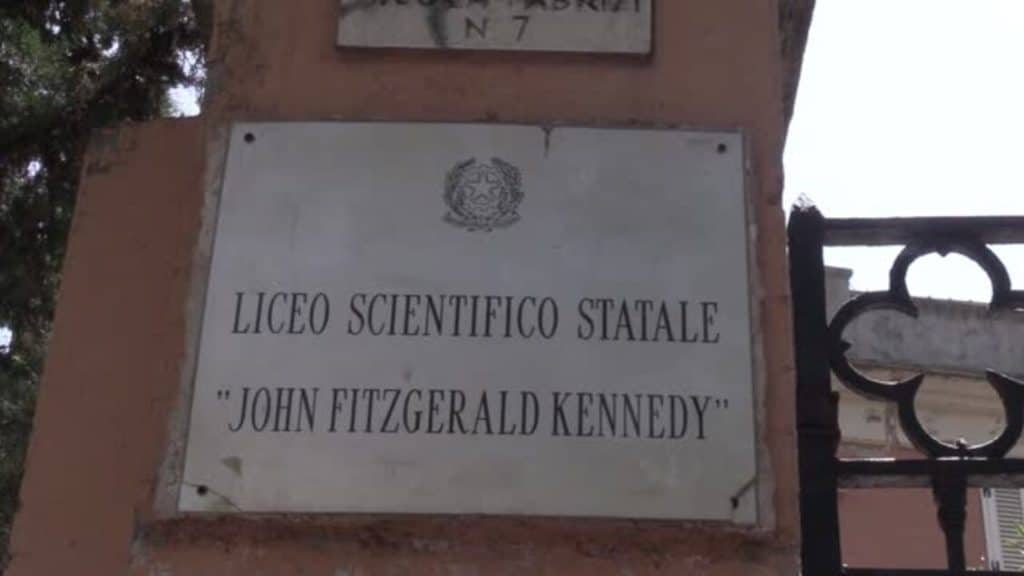 N 7
LICEO SCIENTIFICO STATALE
"JOHN FITZGERALD KENNEDY"